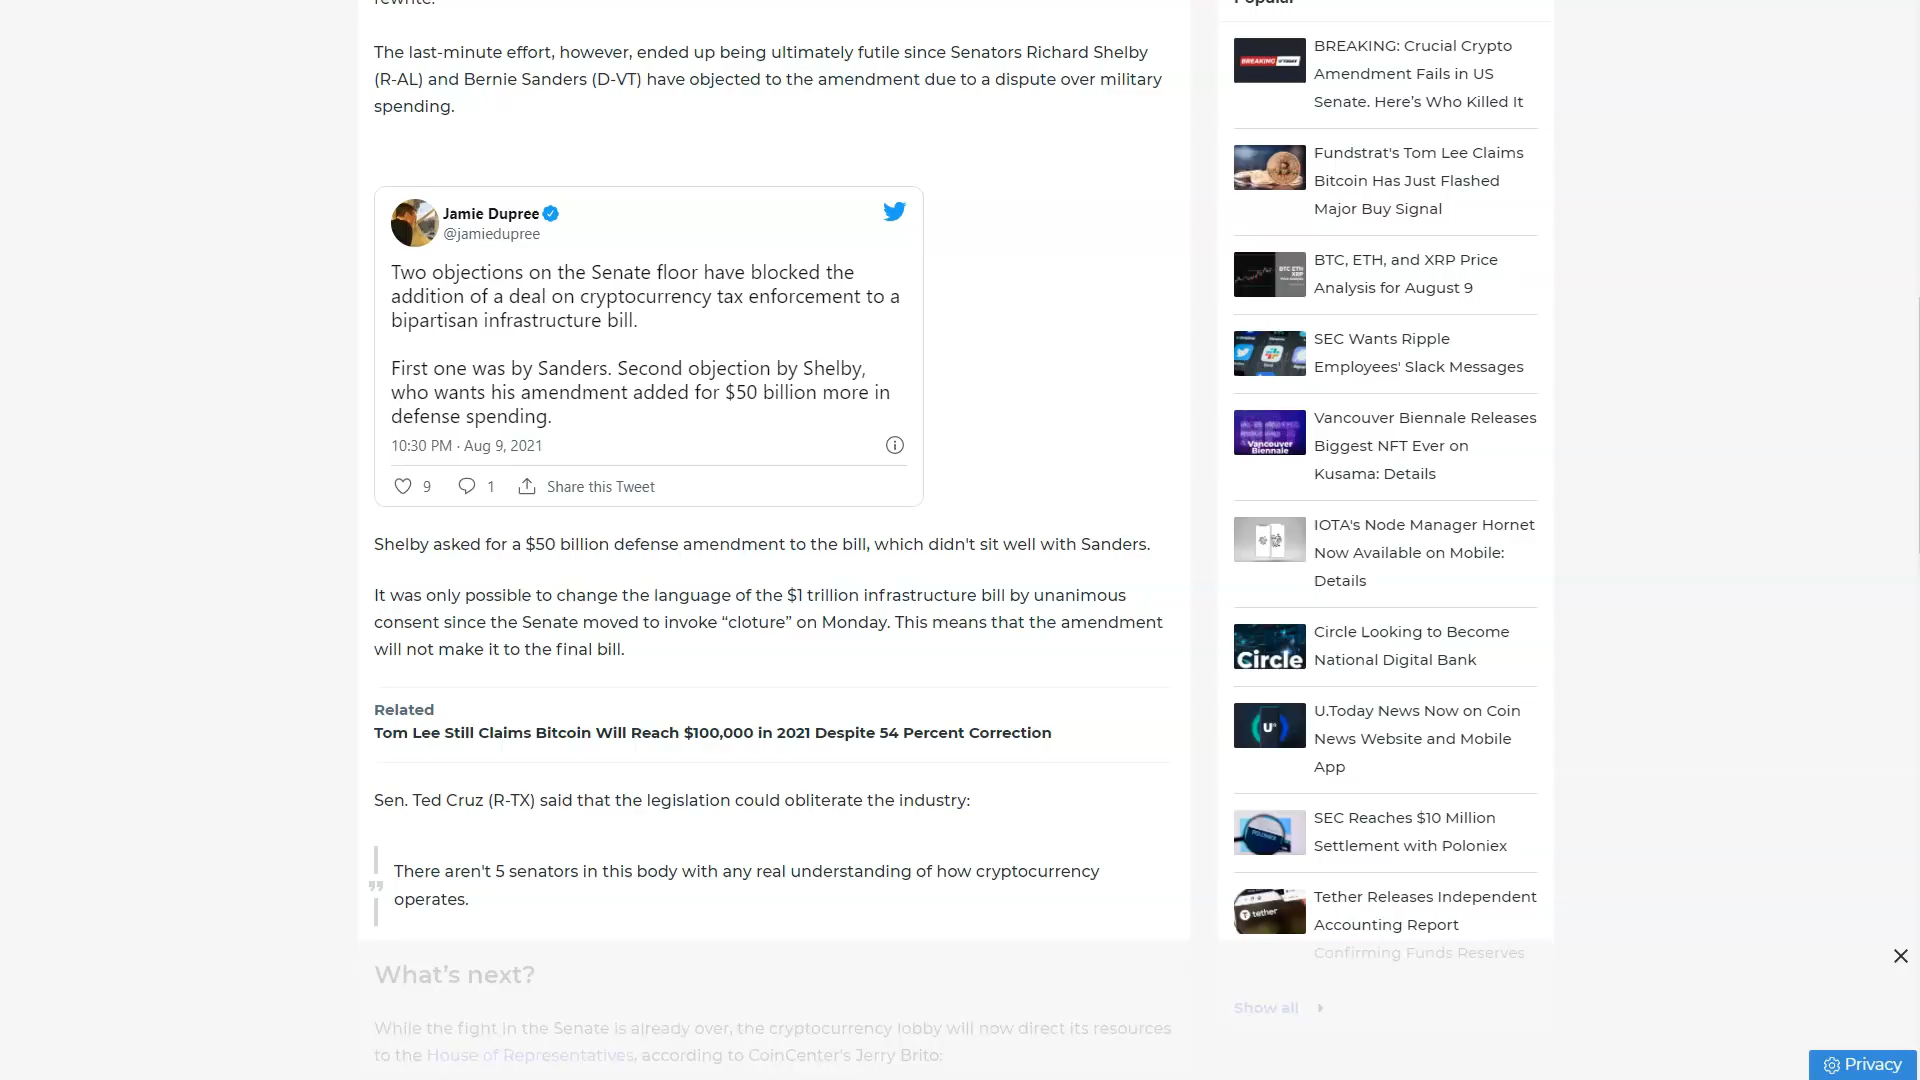 rewrite.
The last-minute effort, however, ended up being ultimately futile since Senators Richard Shelby
(R-AL) and Bernie Sanders (D-VT) have objected to the amendment due to a dispute over military
spending.
Jamie Dupree
@jamiedupree
Two objections on the Senate floor have blocked the
addition of a deal on cryptocurrency tax enforcement to a
bipartisan infrastructure bill.
First one was by Sanders. Second objection by Shelby,
who wants his amendment added for $50 billion more in
defense spending.
10:30 PM · Aug 9, 2021
9
1
Share this Tweet
Shelby asked for a $50 billion defense amendment to the bill, which didn't sit well with Sanders.
It was only possible to change the language of the $1 trillion infrastructure bill by unanimous
consent since the Senate moved to invoke “cloture” on Monday. This means that the amendment
will not make it to the final bill.
Related
Tom Lee Still Claims Bitcoin Will Reach $100,000 in 2021 Despite 54 Percent Correction
Sen. Ted Cruz (R-TX) said that the legislation could obliterate the industry:
There aren't 5 senators in this body with any real understanding of how cryptocurrency
operates.
What’s next?
While the fight in the Senate is already over, the cryptocurrency lobby will now direct its resources
to the House of Representatives, according to CoinCenter's Jerry Brito:
Popular
BREAKING U.TODAY
BREAKING: Crucial Crypto
Amendment Fails in US
Senate. Here’s Who Killed It
Fundstrat's Tom Lee Claims
Bitcoin Has Just Flashed
Major Buy Signal
BTC ETH
XRP
BTC, ETH, and XRP Price
Analysis for August 9
SEC Wants Ripple
Employees' Slack Messages
Vancouver
Biennale
Vancouver Biennale Releases
Biggest NFT Ever on
Kusama: Details
IOTA's Node Manager Hornet
Now Available on Mobile:
Details
Circle
Circle Looking to Become
National Digital Bank
U
U.Today News Now on Coin
News Website and Mobile
App
POLONIEX
SEC Reaches $10 Million
Settlement with Poloniex
tether
Tether Releases Independent
Accounting Report
Confirming Funds Reserves
Show all
Privacy